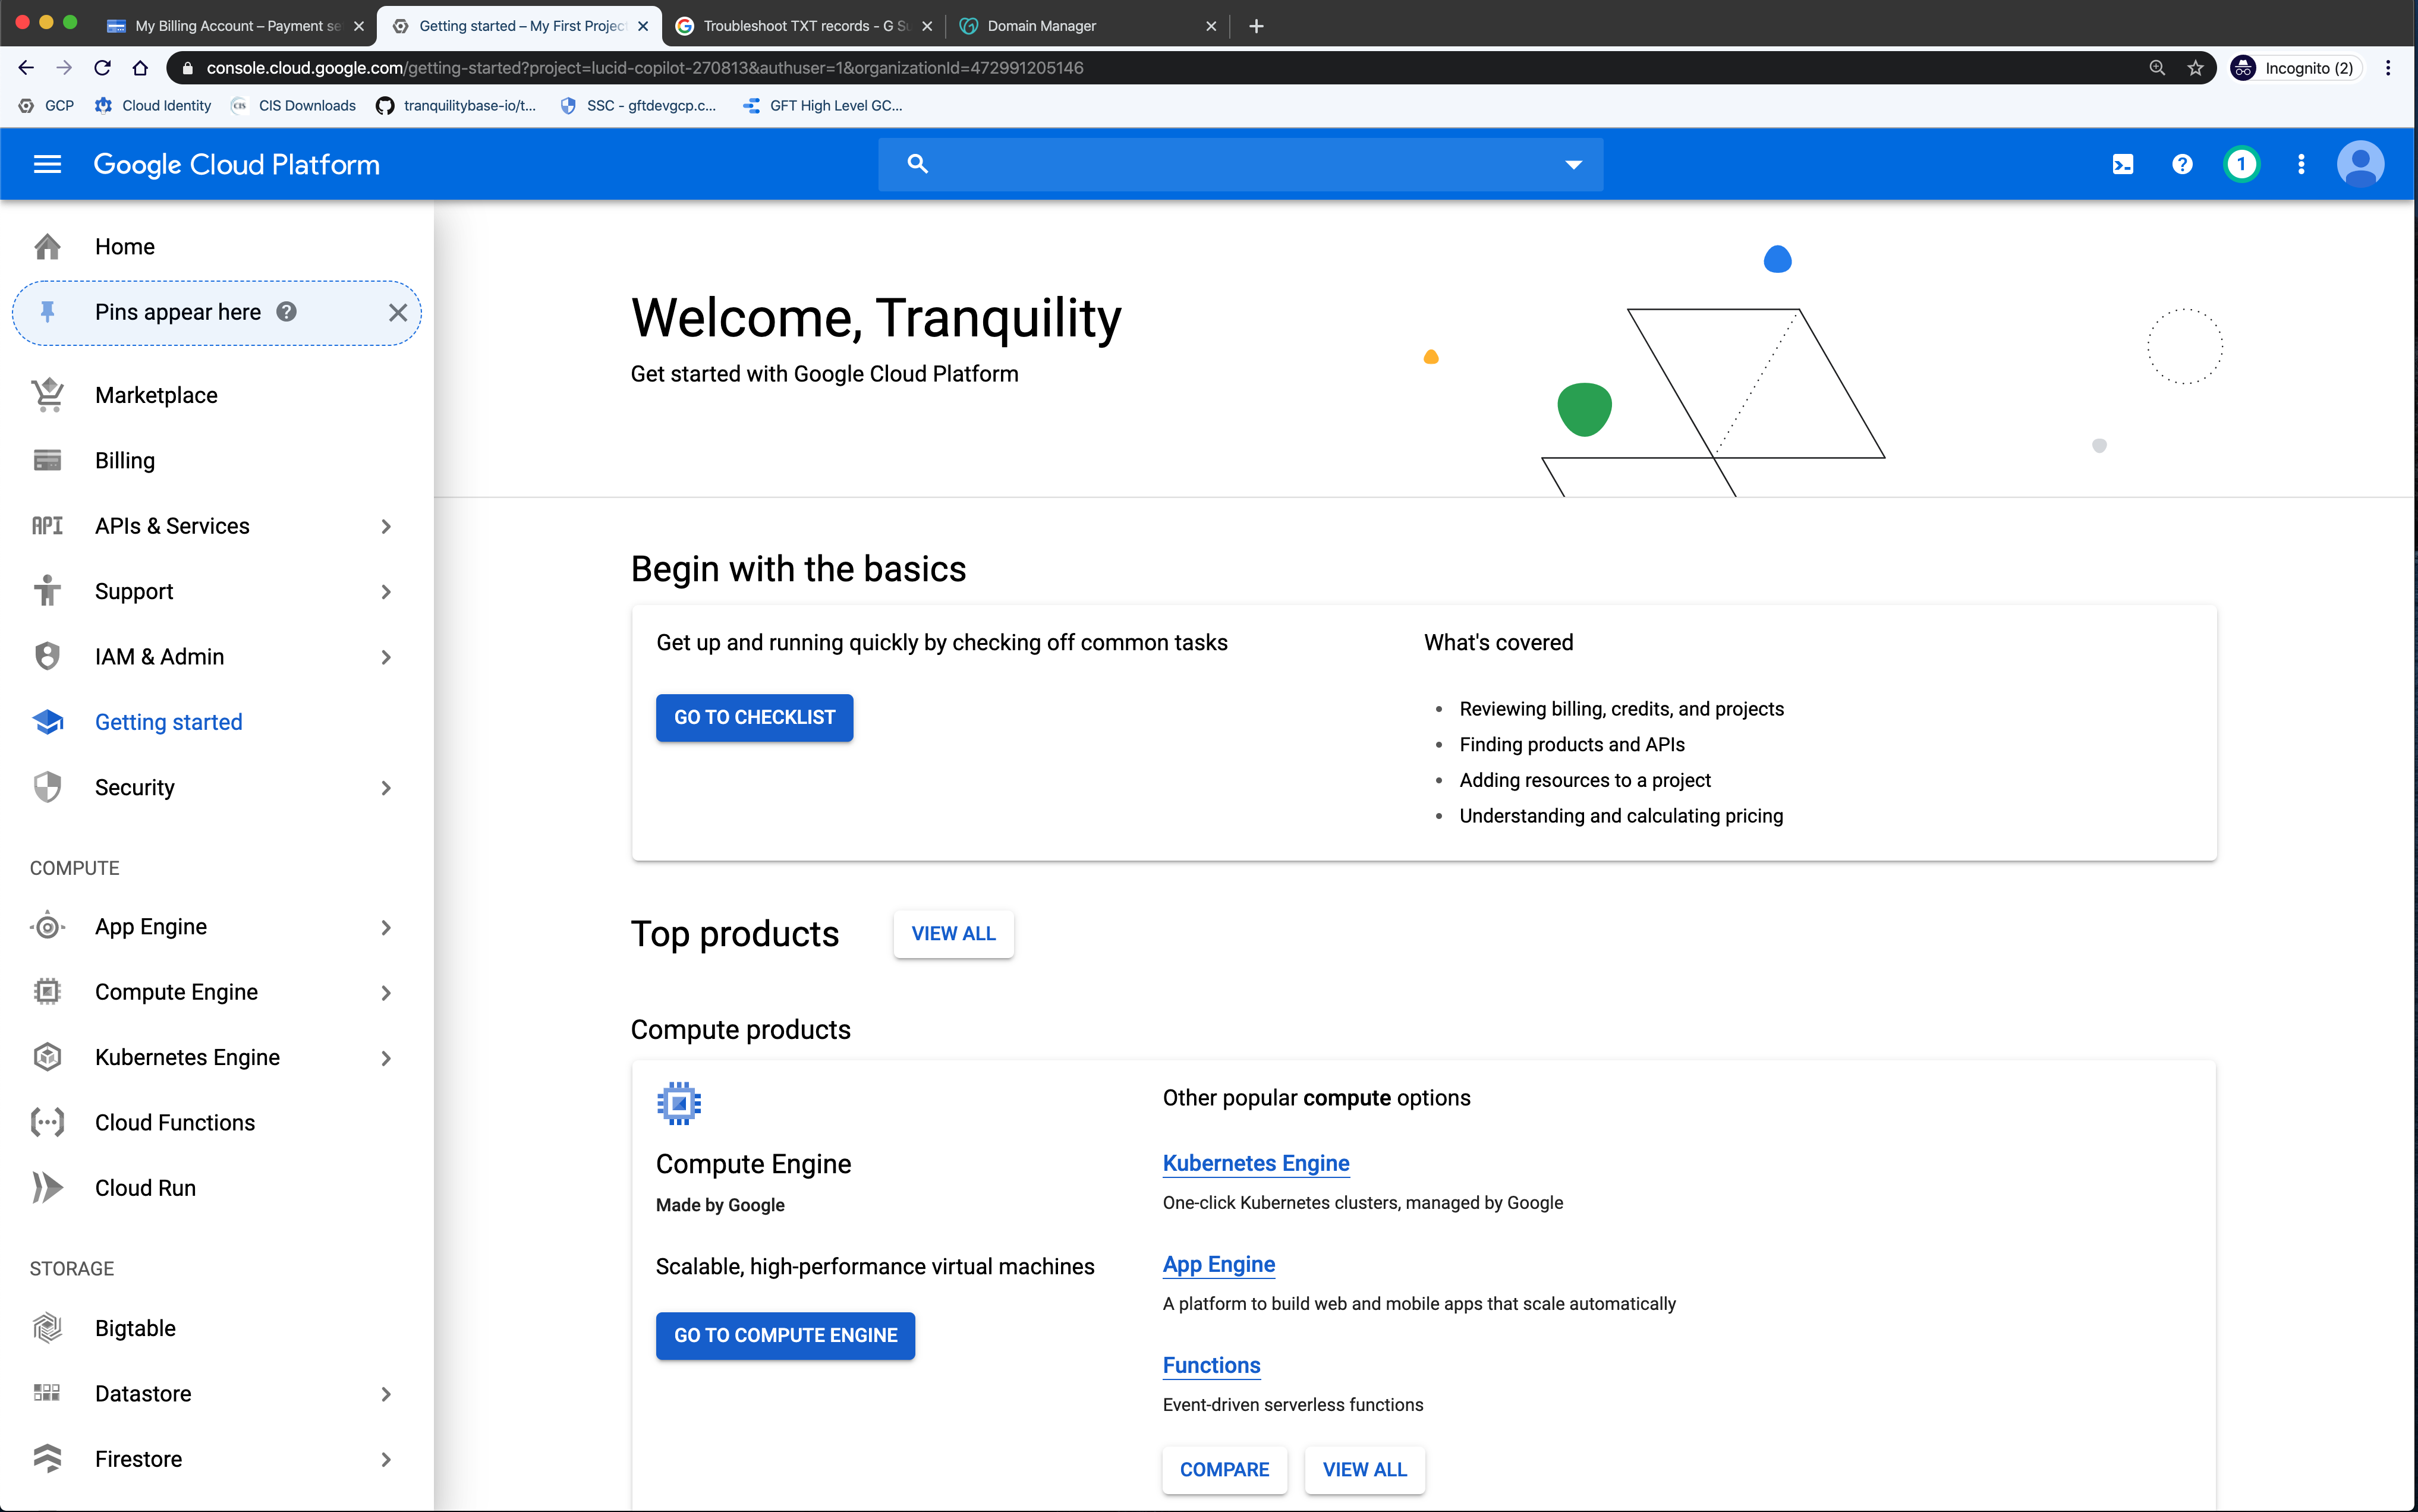 My Billing Account – Payment se
Getting started – My First Project
Troubleshoot TXT records - G Su
Domain Manager
console.cloud.google.com/getting-started?project=lucid-copilot-270813&authuser=1&organizationId=472991205146
Incognito (2)
GCP
Cloud Identity
CIS
CIS Downloads
tranquilitybase-io/t...
SSC - gftdevgcp.c...
GFT High Level GC...
Google Cloud Platform
1
Home
Pins appear here
Marketplace
Billing
API
APIs & Services
Support
IAM & Admin
Getting started
Security
COMPUTE
App Engine
Compute Engine
Kubernetes Engine
Cloud Functions
Cloud Run
STORAGE
Bigtable
Datastore
Firestore
Welcome, Tranquility
Get started with Google Cloud Platform
Begin with the basics
Get up and running quickly by checking off common tasks
GO TO CHECKLIST
What's covered
• Reviewing billing, credits, and projects
• Finding products and APIs
• Adding resources to a project
• Understanding and calculating pricing
Top products
VIEW ALL
Compute products
Compute Engine
Made by Google
Scalable, high-performance virtual machines
GO TO COMPUTE ENGINE
Other popular compute options
Kubernetes Engine
One-click Kubernetes clusters, managed by Google
App Engine
A platform to build web and mobile apps that scale automatically
Functions
Event-driven serverless functions
COMPARE
VIEW ALL